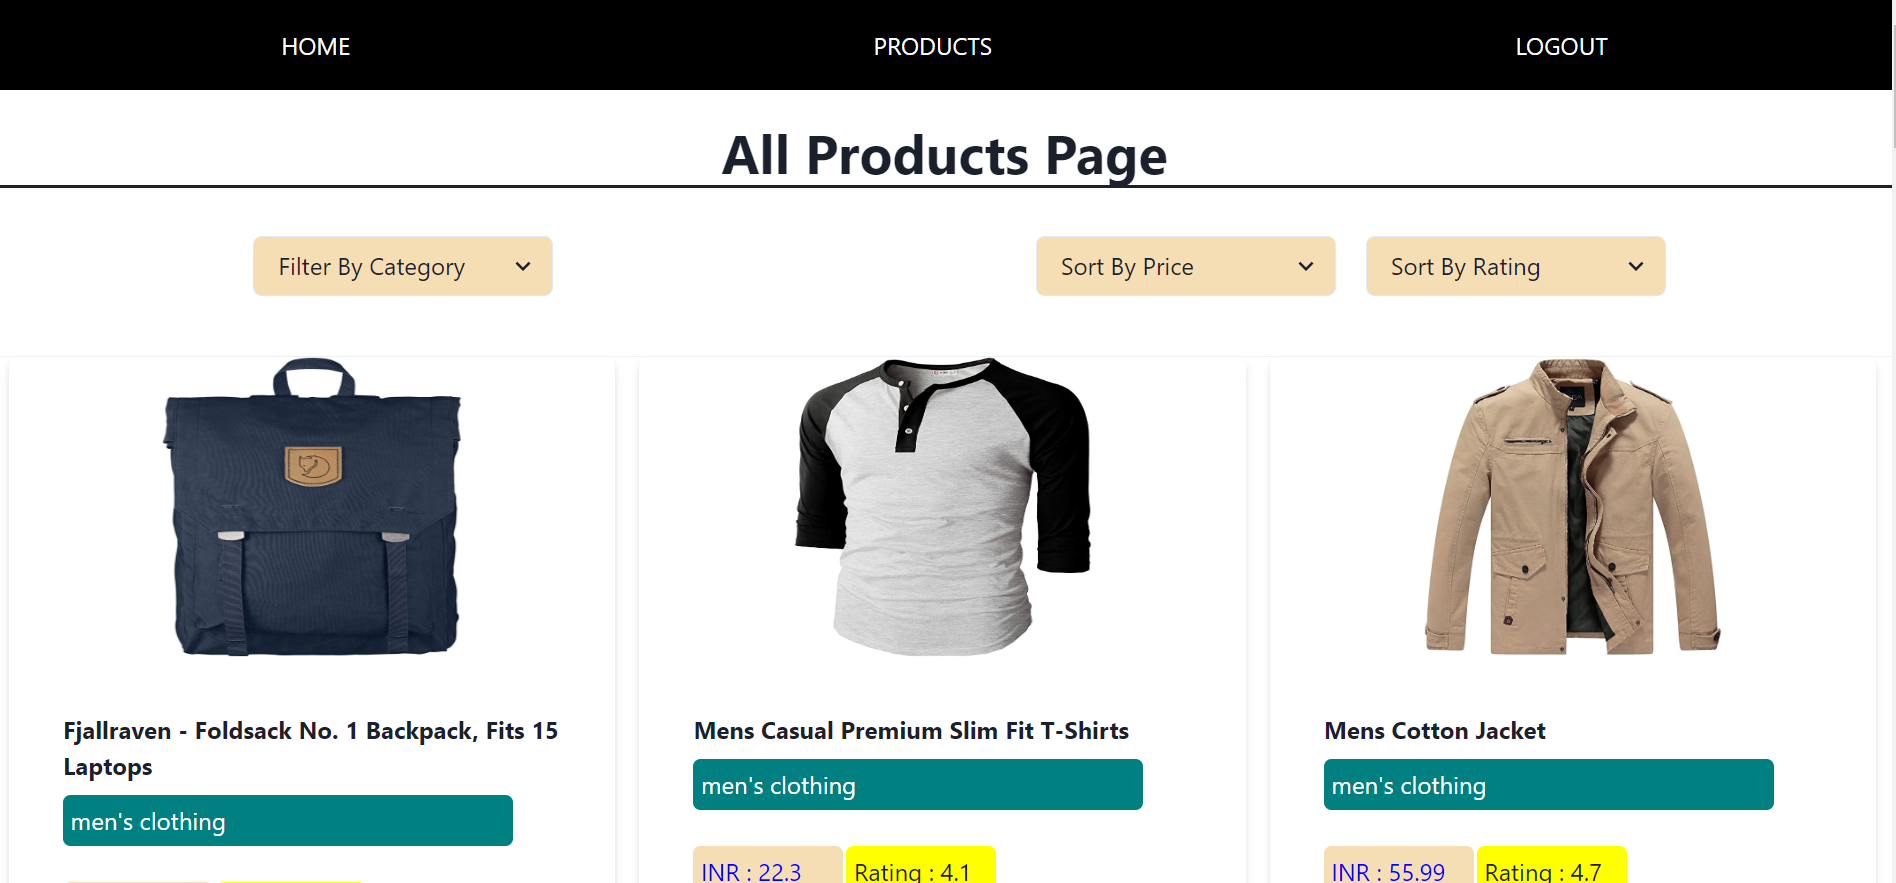 HOME PRODUCTS LOGOUT
All Products Page
Filter By Category Sort By Price Sort By Rating
Fjallraven - Foldsack No. 1 Backpack, Fits 15
Laptops
men's clothing
Mens Casual Premium Slim Fit T-Shirts
men's clothing
INR : 22.3 Rating : 4.1
Mens Cotton Jacket
men's clothing
INR : 55.99 Rating : 4.7